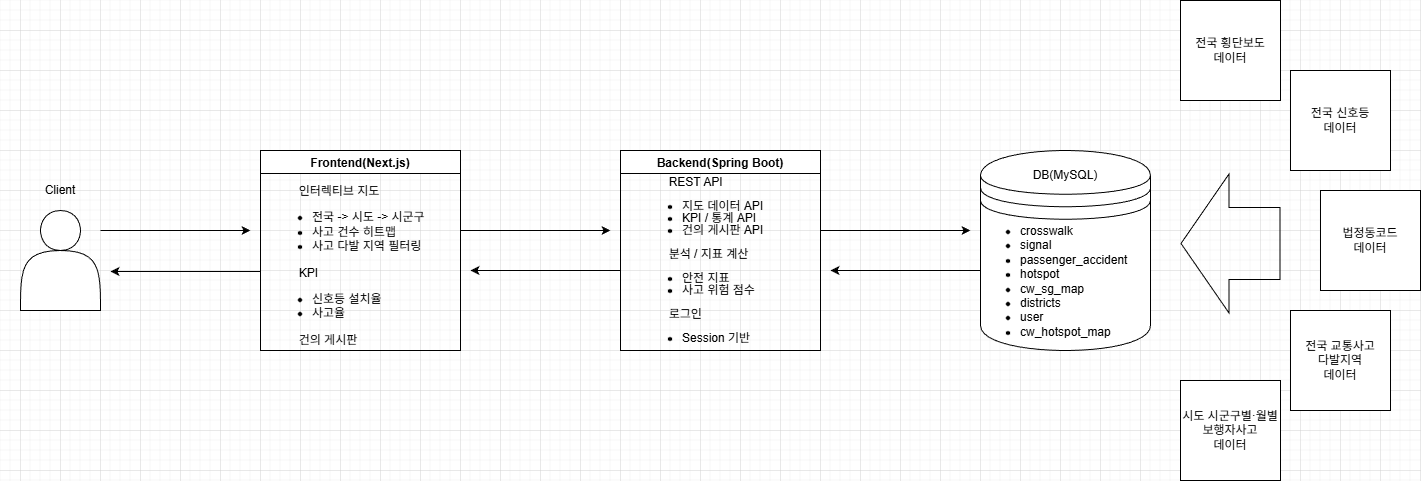 Client
Frontend(Next.js)
인터렉티브 지도
전국 -> 시도 -> 시군구
사고 건수 히트맵
사고 다발 지역 필터링
KPI
신호등 설치율
사고율
건의 게시판
Backend(Spring Boot)
REST API
지도 데이터 API
KPI / 통계 API
건의 게시판 API
분석 / 지표 계산
안전 지표
사고 위험 점수
로그인
Session 기반
DB(MySQL)
crosswalk
signal
passenger_accident
hotspot
cw_sg_map
districts
user
cw_hotspot_map
전국 횡단보도
데이터
전국 신호등
데이터
법정동코드
데이터
전국 교통사고
다발지역
데이터
시도 시군구별·월별
보행자사고
데이터